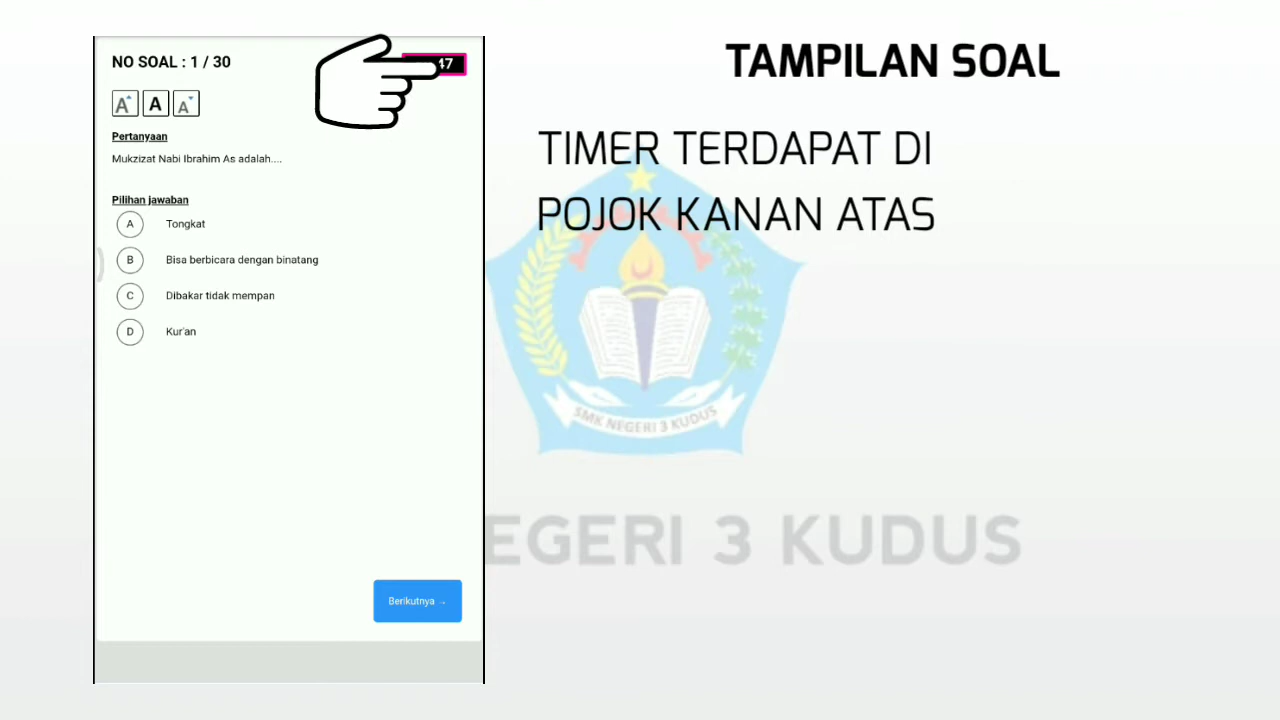 NO SOAL : 1 / 30
47
A A A
Pertanyaan
Mukzizat Nabi Ibrahim As adalah....
Pilihan jawaban
A Tongkat
B Bisa berbicara dengan binatang
C Dibakar tidak mempan
D Kur'an
Berikutnya →
TAMPILAN SOAL
TIMER TERDAPAT DI
POJOK KANAN ATAS
SMK NEGERI 3 KUDUS
EGERI 3 KUDUS